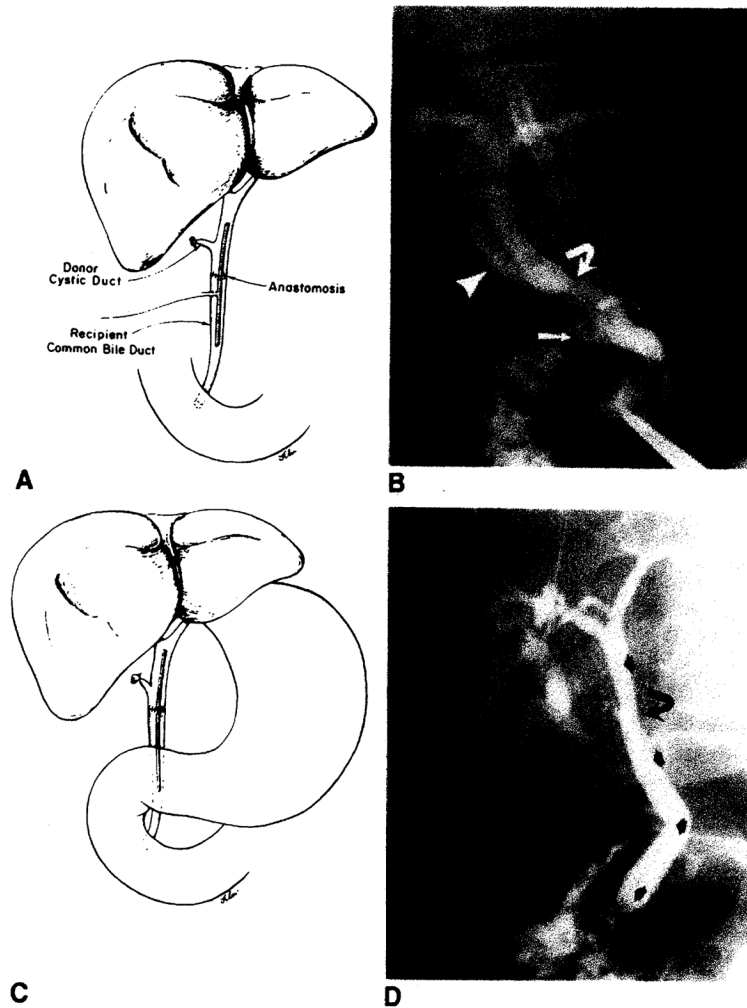 Donor
Cystic Duct
Anastomosis
Recipient
Common Bile Duct
A
B
C
D